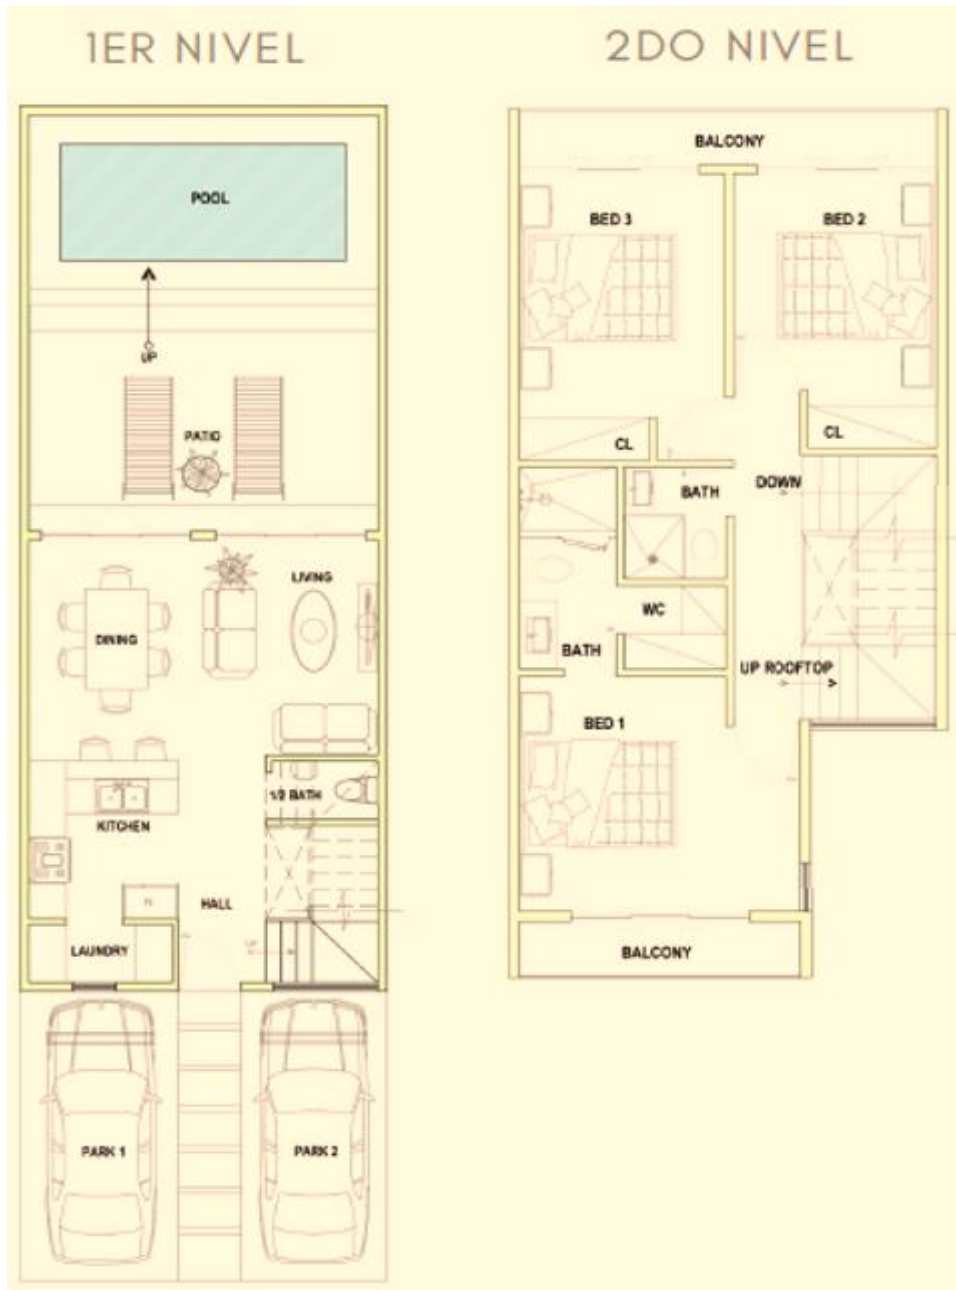 1ER NIVEL
POOL
UP
PATIO
LIVING
DINING
1/2 BATH
KITCHEN
HALL
LAUNDRY
UP
PARK 1
PARK 2
2DO NIVEL
BALCONY
BED 3
BED 2
CL
CL
BATH
DOWN
WC
BATH
UP ROOFTOP
BED 1
BALCONY